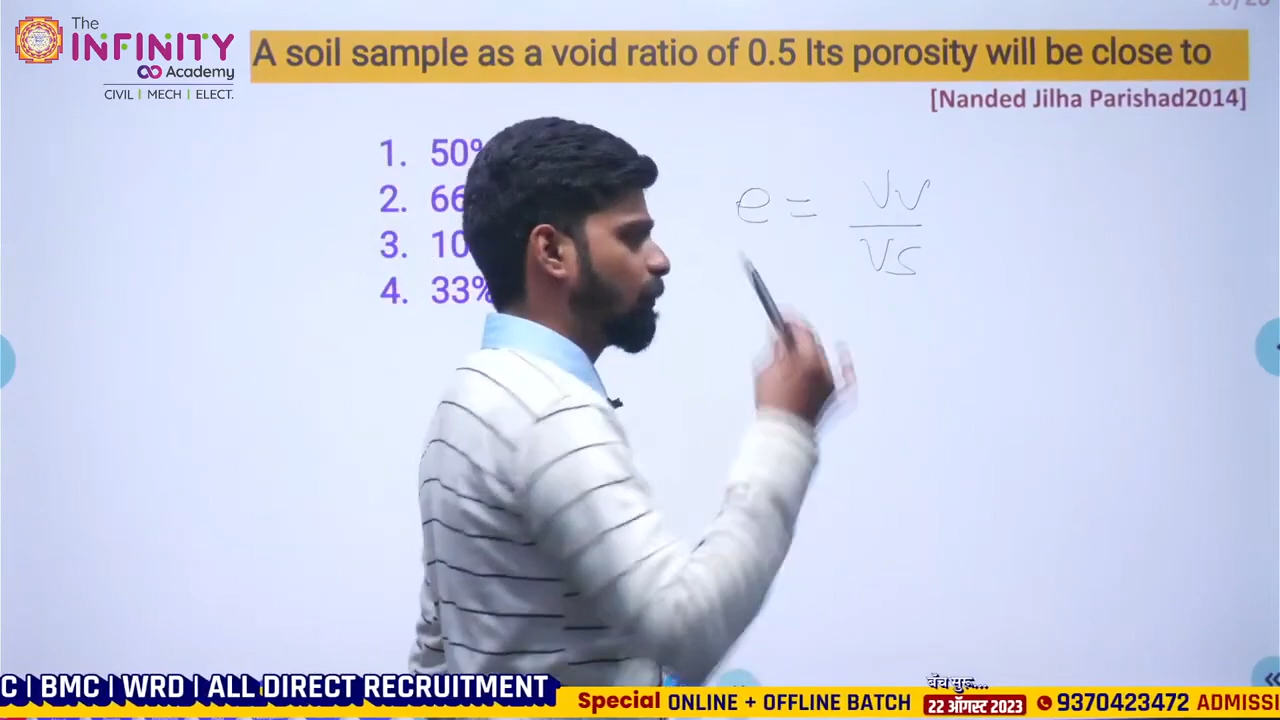 The
INFINITY
Academy
CIVIL | MECH | ELECT.
A soil sample as a void ratio of 0.5 Its porosity will be close to
[Nanded Jilha Parishad2014]
1. 50%
2. 66
3. 10
4. 33%
e = Vv
Vs
C | BMC | WRD | ALL DIRECT RECRUITMENT
Special ONLINE + OFFLINE BATCH
बॅच सुरू...
22 ऑगस्ट 2023
9370423472 ADMISSI